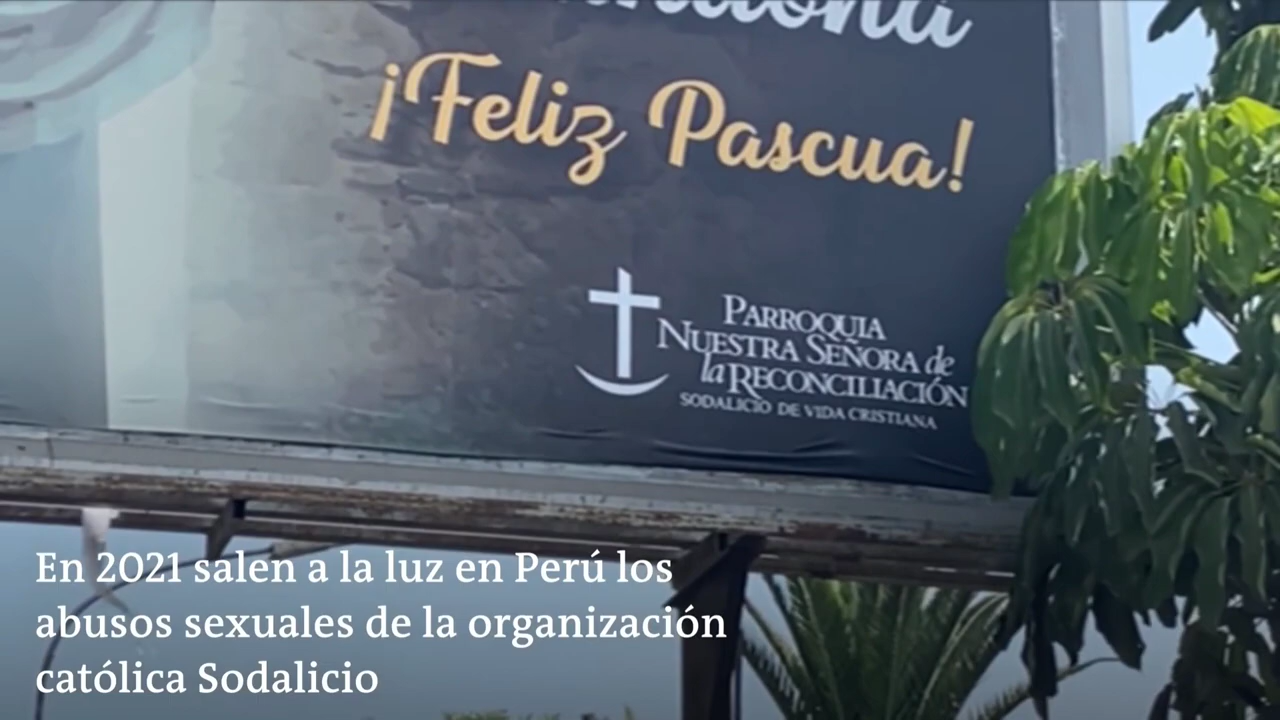 ¡Feliz Pascua!
PARROQUIA
NUESTRA SEÑORA de
la RECONCILIACIÓN
SODALICIO DE VIDA CRISTIANA
En 2021 salen a la luz en Perú los
abusos sexuales de la organización
católica Sodalicio